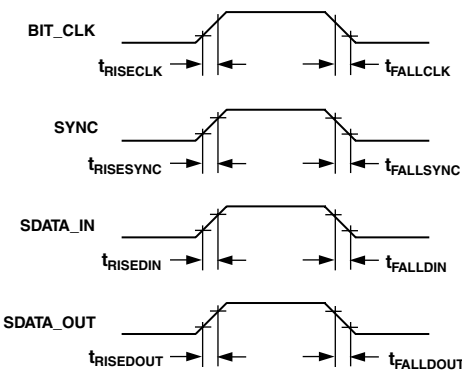 BIT_CLK
tRISECLK tFALLCLK
SYNC
tRISESYNC tFALLSYNC
SDATA_IN
tRISEDIN tFALLDIN
SDATA_OUT
tRISEDOUT tFALLDOUT